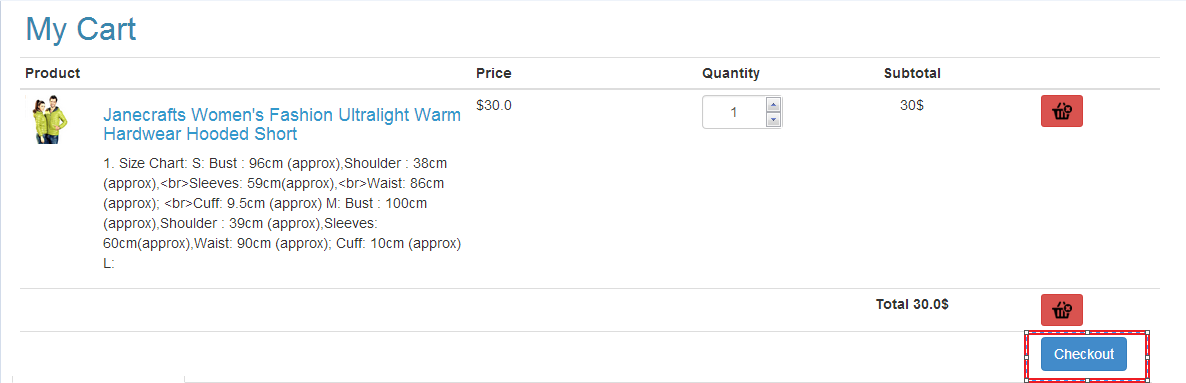 My Cart
Product Price Quantity Subtotal
Janecrafts Women's Fashion Ultralight Warm $30.0 1 30$
Hardwear Hooded Short
1. Size Chart: S: Bust : 96cm (approx),Shoulder : 38cm
(approx),<br>Sleeves: 59cm(approx),<br>Waist: 86cm
(approx); <br>Cuff: 9.5cm (approx) M: Bust : 100cm
(approx),Shoulder : 39cm (approx),Sleeves:
60cm(approx),Waist: 90cm (approx); Cuff: 10cm (approx)
L:
Total 30.0$
Checkout